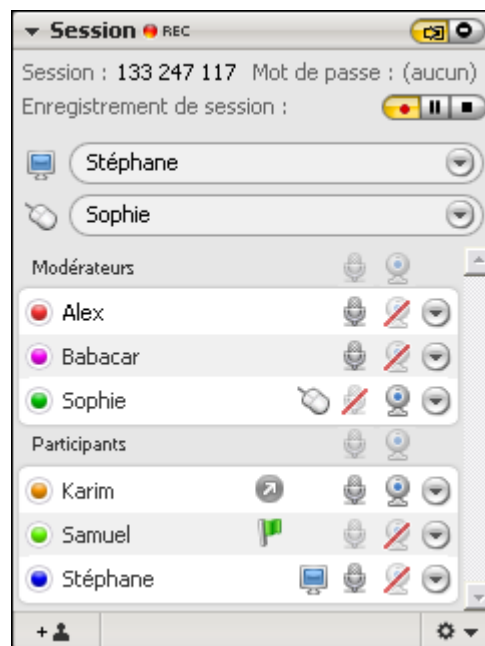 Session REC
Session : 133 247 117 Mot de passe : (aucun)
Enregistrement de session :
Stéphane
Sophie
Modérateurs
Alex
Babacar
Sophie
Participants
Karim
Samuel
Stéphane